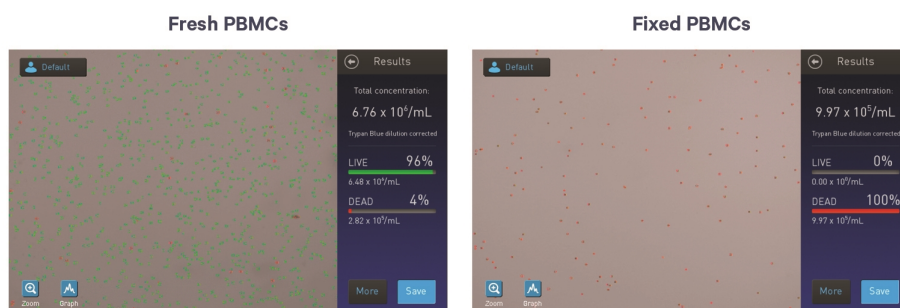 Fresh PBMCs
Default
Results
Total concentration:
6.76 x 10⁶/mL
Trypan Blue dilution corrected
LIVE 96%
6.48 x 10⁶/mL
DEAD 4%
2.82 x 10⁵/mL
Zoom
Graph
More
Save
Fixed PBMCs
Default
Results
Total concentration:
9.97 x 10⁵/mL
Trypan Blue dilution corrected
LIVE 0%
0.00 x 10⁰/mL
DEAD 100%
9.97 x 10⁵/mL
Zoom
Graph
More
Save